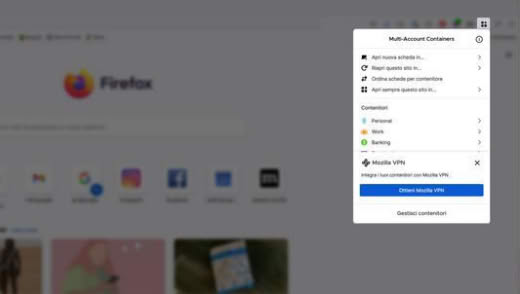 Multi-Account Containers
Apri nuova scheda in...
Riapri questo sito in...
Ordina schede per contenitore
Apri sempre questo sito in...
Contenitori
Personal
Work
Banking
Mozilla VPN
Integra i tuoi contenitori con Mozilla VPN
Ottieni Mozilla VPN
Gestisci contenitori
Firefox